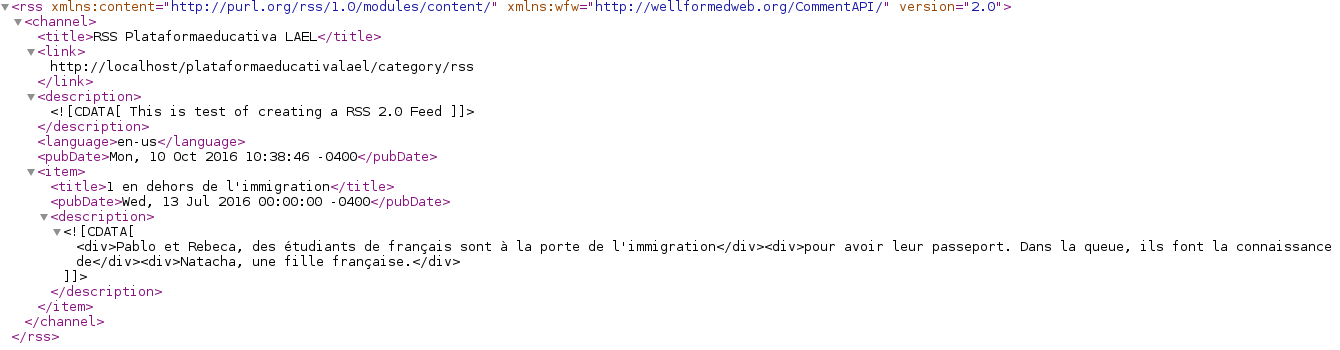 <rss xmlns:content="http://purl.org/rss/1.0/modules/content/" xmlns:wfw="http://wellformedweb.org/CommentAPI/" version="2.0">
<channel>
<title>RSS Plataformaeducativa LAEL</title>
<link>
http://localhost/plataformaeducativalael/category/rss
</link>
<description>
<![CDATA[ This is test of creating a RSS 2.0 Feed ]]>
</description>
<language>en-us</language>
<pubDate>Mon, 10 Oct 2016 10:38:46 -0400</pubDate>
<item>
<title>1 en dehors de l'immigration</title>
<pubDate>Wed, 13 Jul 2016 00:00:00 -0400</pubDate>
<description>
<![CDATA[
<div>Pablo et Rebeca, des étudiants de français sont à la porte de l'immigration</div><div>pour avoir leur passeport. Dans la queue, ils font la connaissance
de</div><div>Natacha, une fille française.</div>
]]>
</description>
</item>
</channel>
</rss>